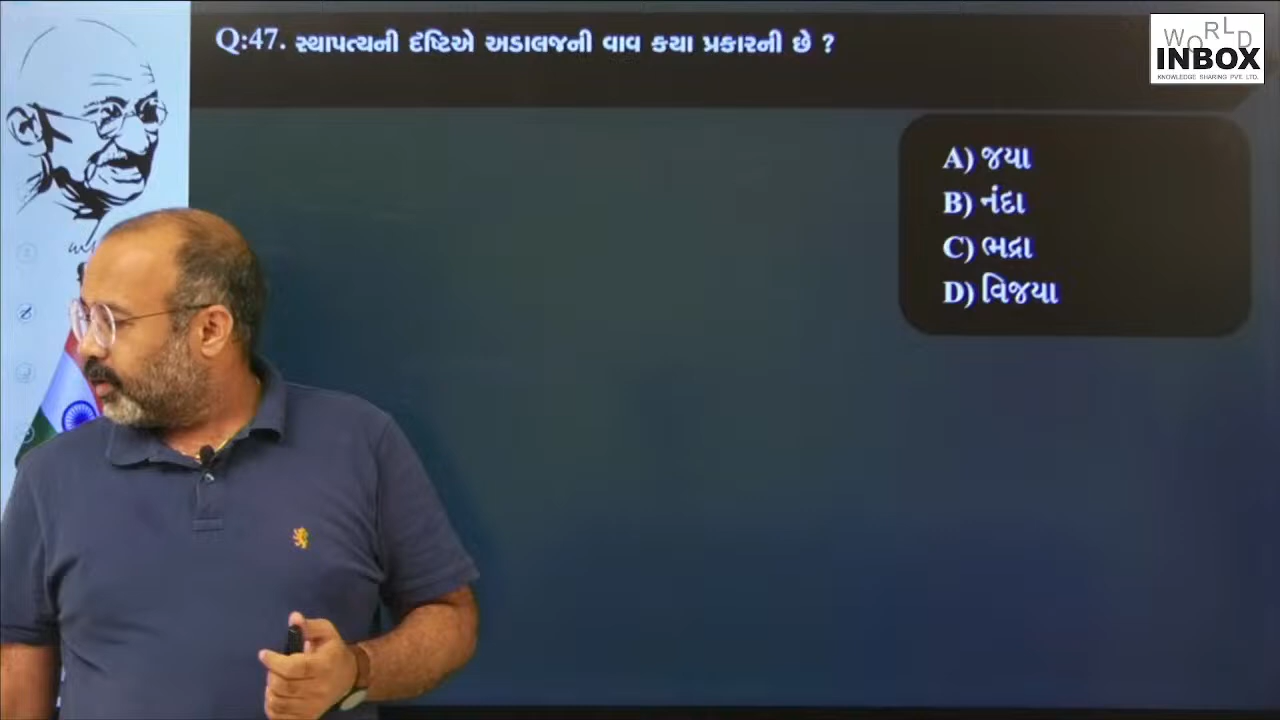 Q:47. સ્થાપત્યની દૃષ્ટિએ અડાલજની વાવ કયા પ્રકારની છે ?
WORLD
INBOX
KNOWLEDGE SHARING PVT. LTD.
A) જયા
B) નંદા
C) ભદ્રા
D) વિજયા